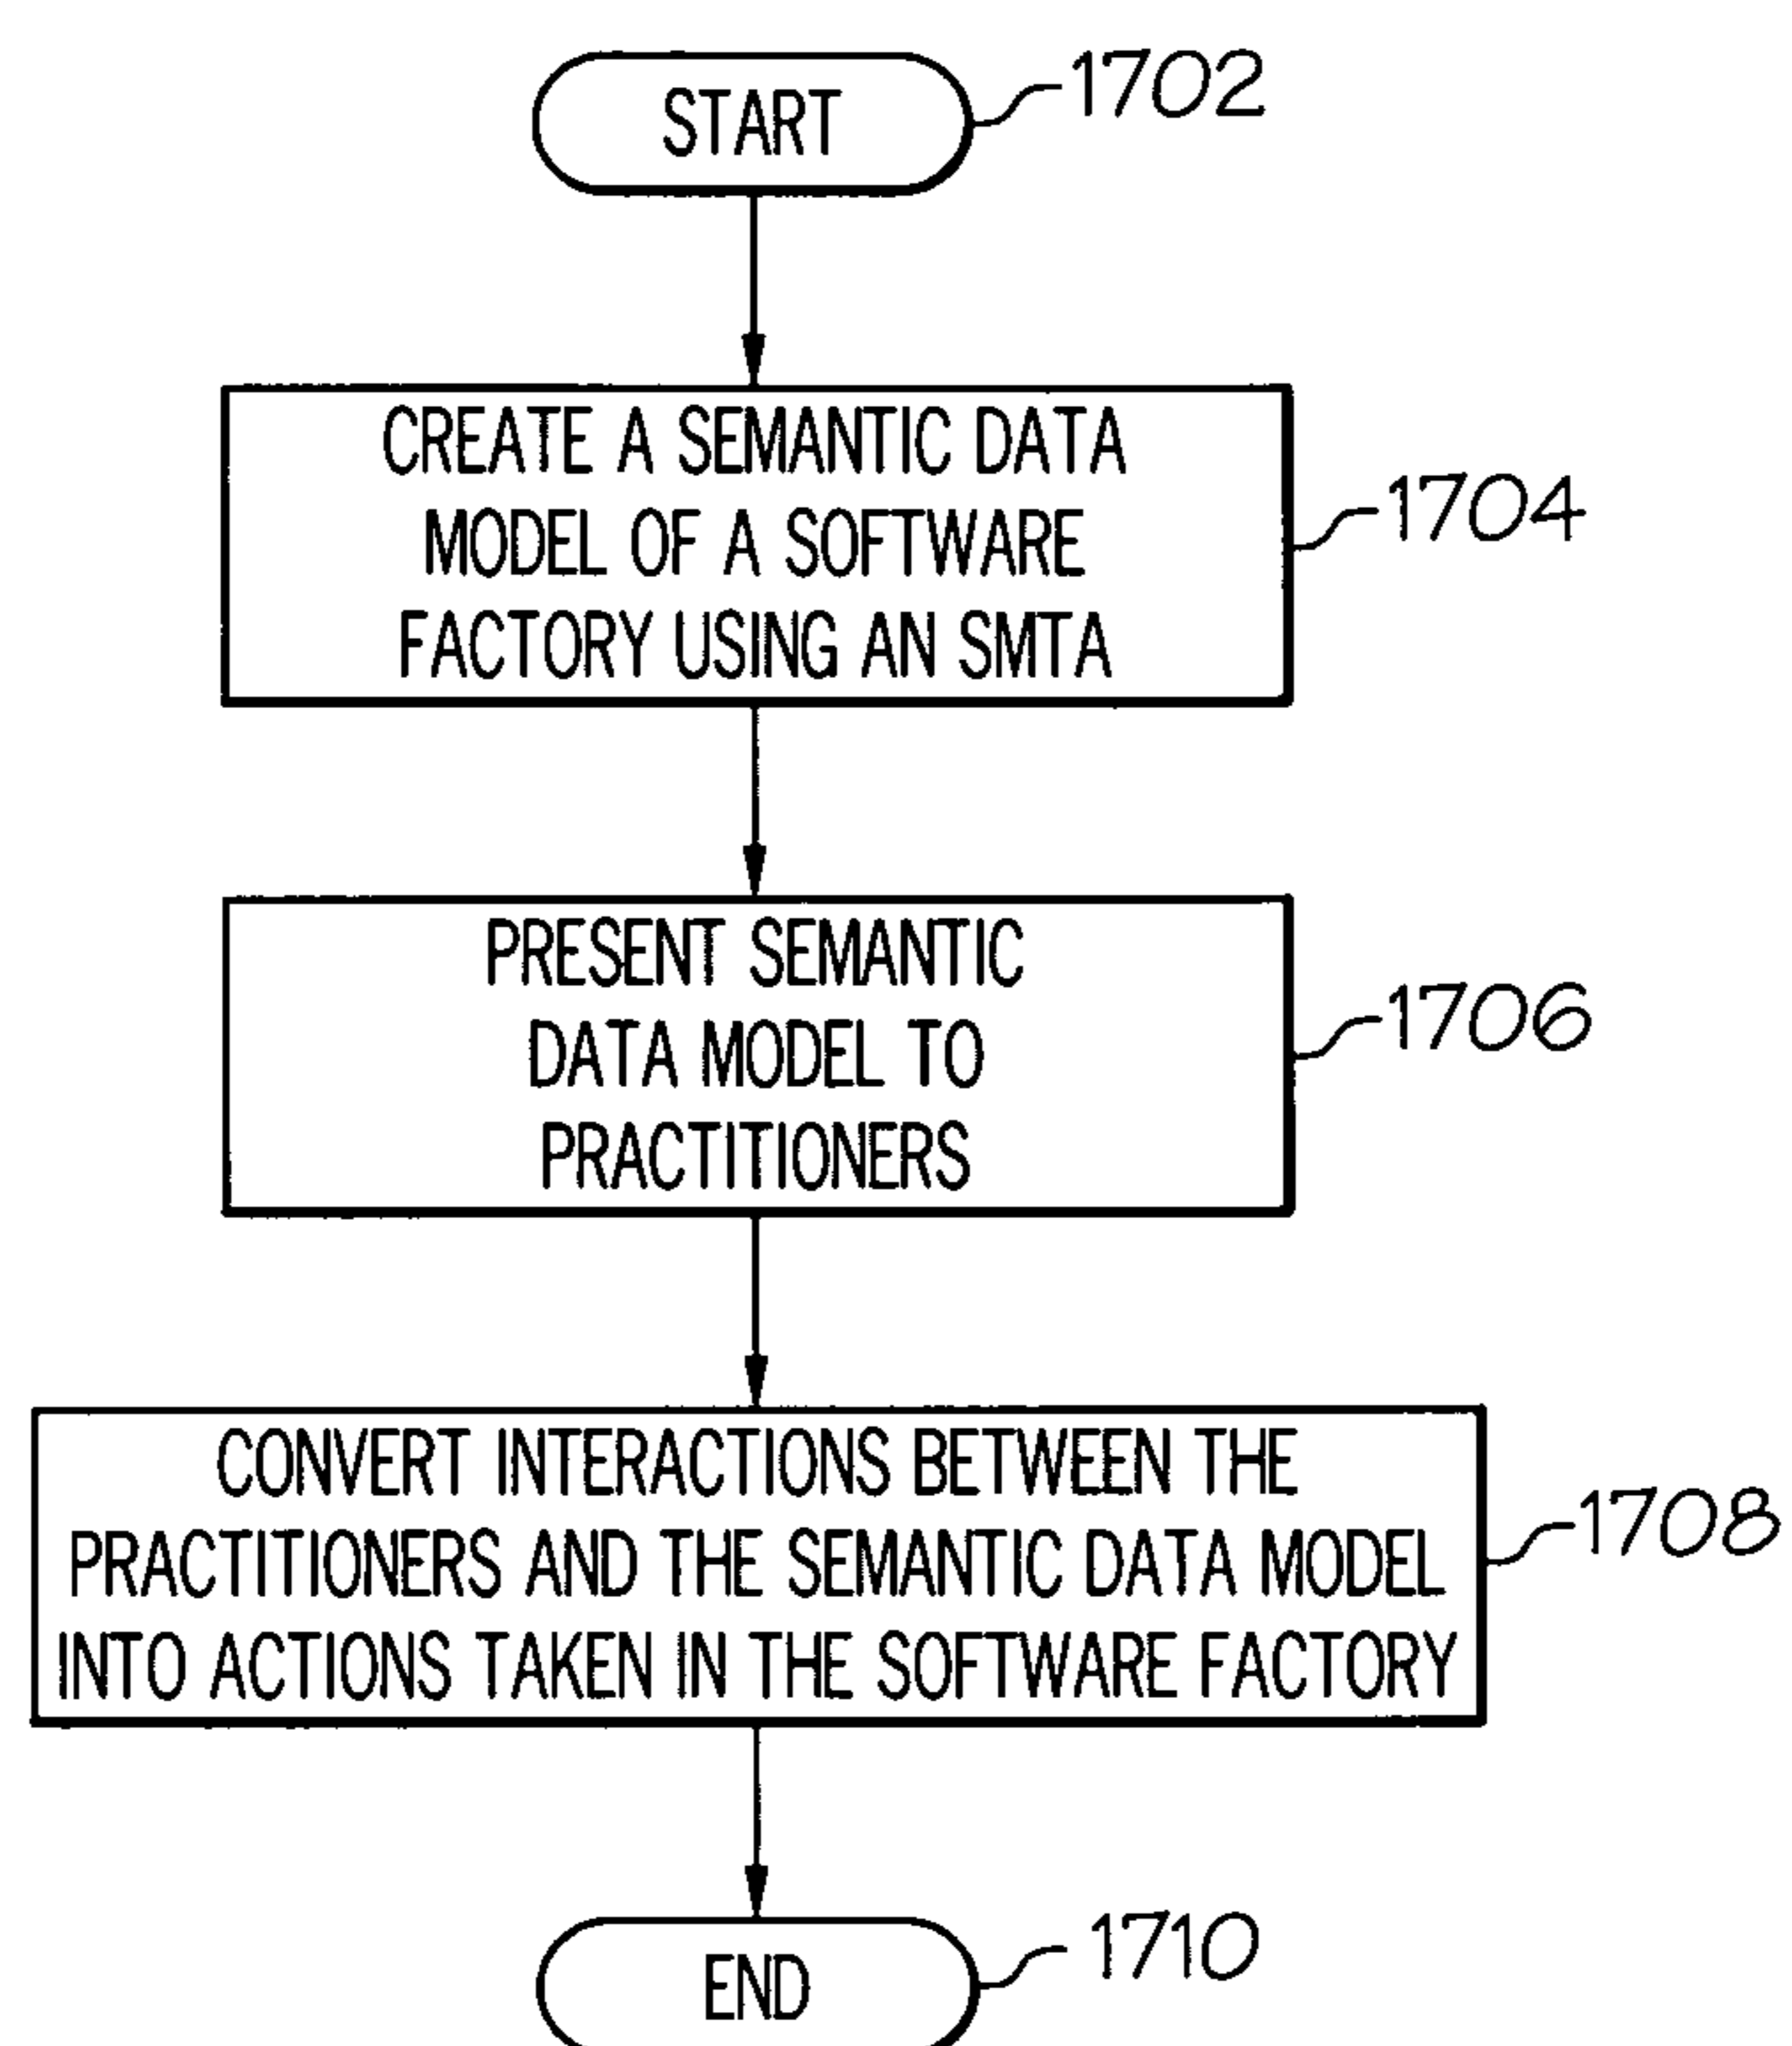 START
1702
CREATE A SEMANTIC DATA
MODEL OF A SOFTWARE
FACTORY USING AN SMTA
1704
PRESENT SEMANTIC
DATA MODEL TO
PRACTITIONERS
1706
CONVERT INTERACTIONS BETWEEN THE
PRACTITIONERS AND THE SEMANTIC DATA MODEL
INTO ACTIONS TAKEN IN THE SOFTWARE FACTORY
1708
END
1710